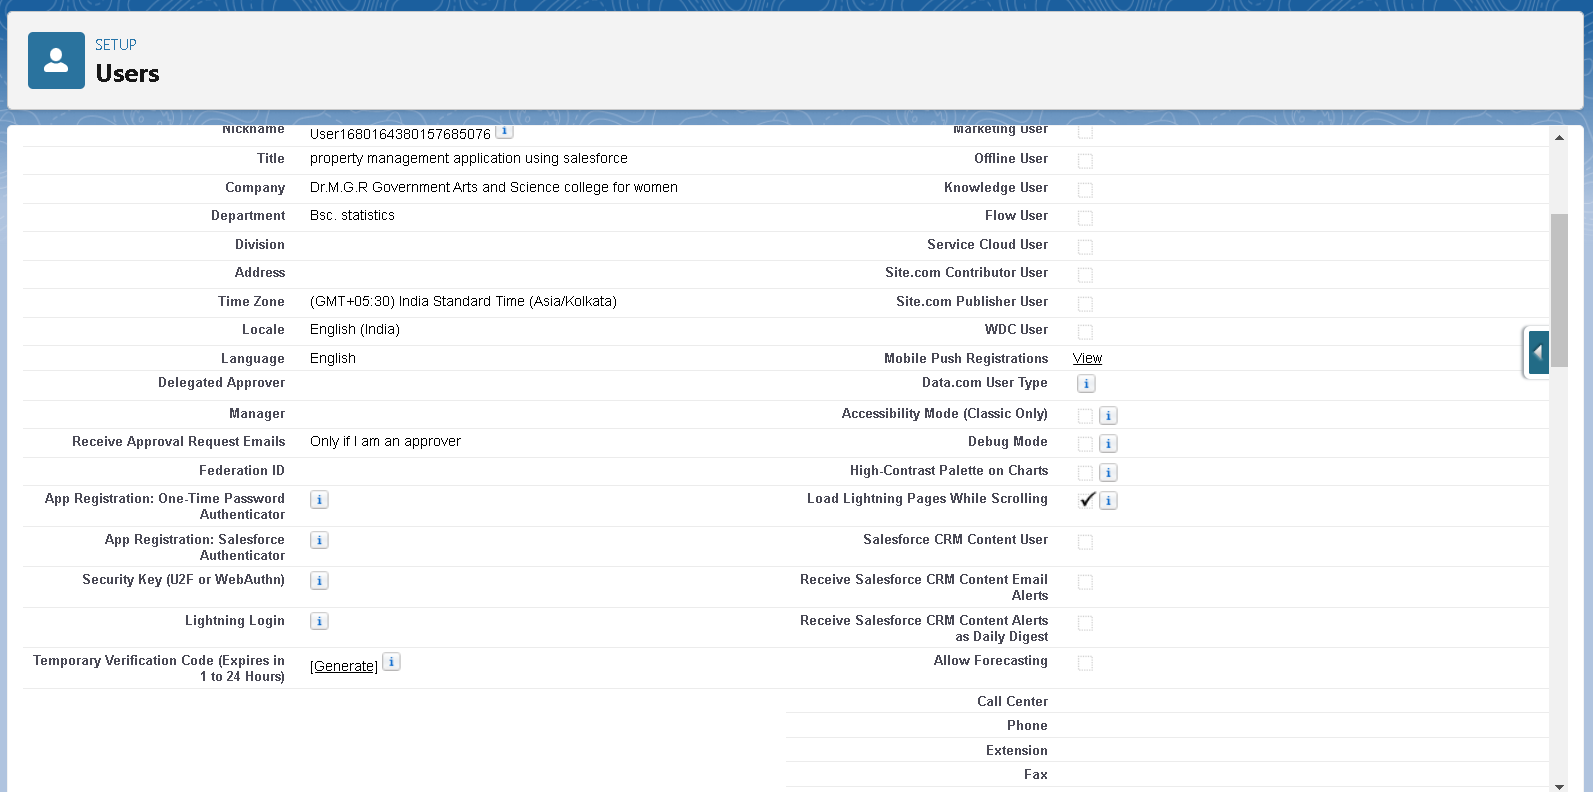 SETUP
Users
Nickname User1680164380157685076 Marketing User
Title property management application using salesforce Offline User
Company Dr.M.G.R Government Arts and Science college for women Knowledge User
Department Bsc. statistics Flow User
Division Service Cloud User
Address Site.com Contributor User
Time Zone (GMT+05:30) India Standard Time (Asia/Kolkata) Site.com Publisher User
Locale English (India) WDC User
Language English Mobile Push Registrations View
Delegated Approver Data.com User Type
Manager Accessibility Mode (Classic Only)
Receive Approval Request Emails Only if I am an approver Debug Mode
Federation ID High-Contrast Palette on Charts
App Registration: One-Time Password Load Lightning Pages While Scrolling
Authenticator
App Registration: Salesforce Salesforce CRM Content User
Authenticator
Security Key (U2F or WebAuthn) Receive Salesforce CRM Content Email
Alerts
Lightning Login Receive Salesforce CRM Content Alerts
as Daily Digest
Temporary Verification Code (Expires in [Generate] Allow Forecasting
1 to 24 Hours)
Call Center
Phone
Extension
Fax